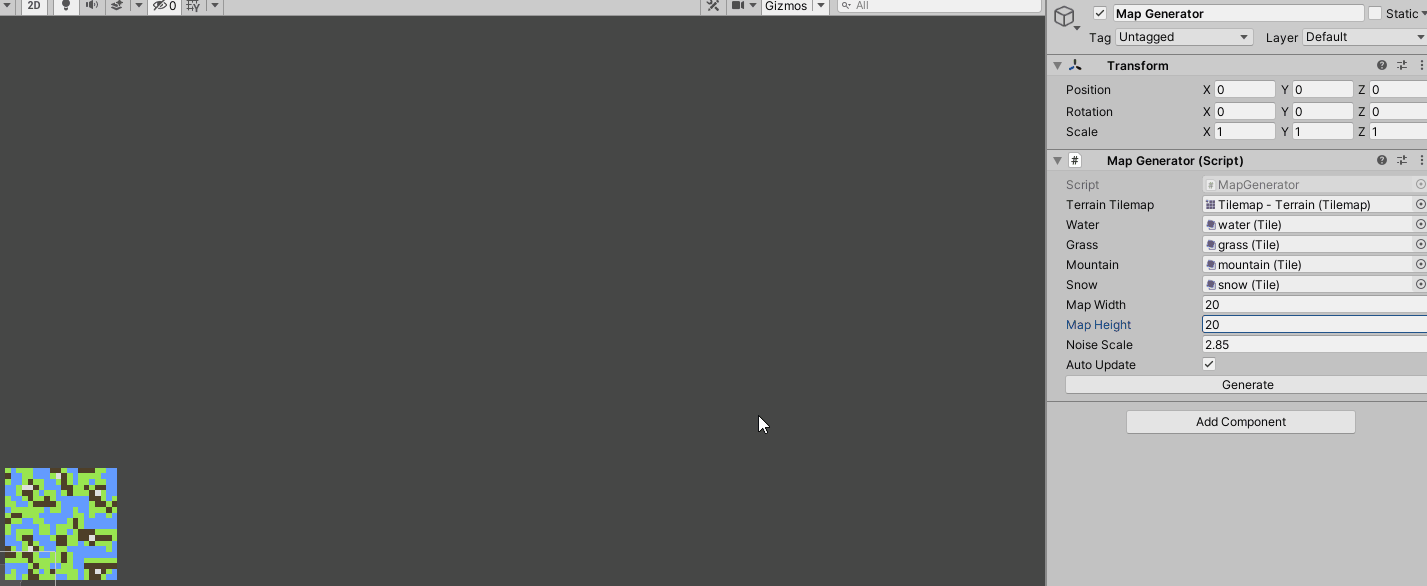 2D 0 Gizmos All
Map Generator Static
Tag Untagged Layer Default
Transform
Position X 0 Y 0 Z 0
Rotation X 0 Y 0 Z 0
Scale X 1 Y 1 Z 1
# Map Generator (Script)
Script # MapGenerator
Terrain Tilemap Tilemap - Terrain (Tilemap)
Water water (Tile)
Grass grass (Tile)
Mountain mountain (Tile)
Snow snow (Tile)
Map Width 20
Map Height 20
Noise Scale 2.85
Auto Update
Generate
Add Component